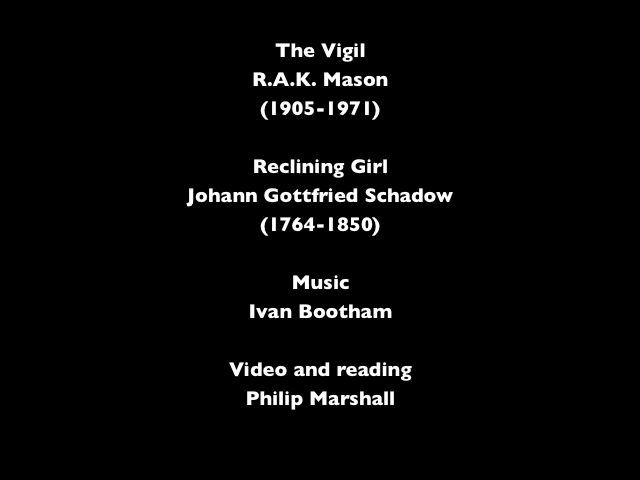 The Vigil
R.A.K. Mason
(1905-1971)
Reclining Girl
Johann Gottfried Schadow
(1764-1850)
Music
Ivan Bootham
Video and reading
Philip Marshall